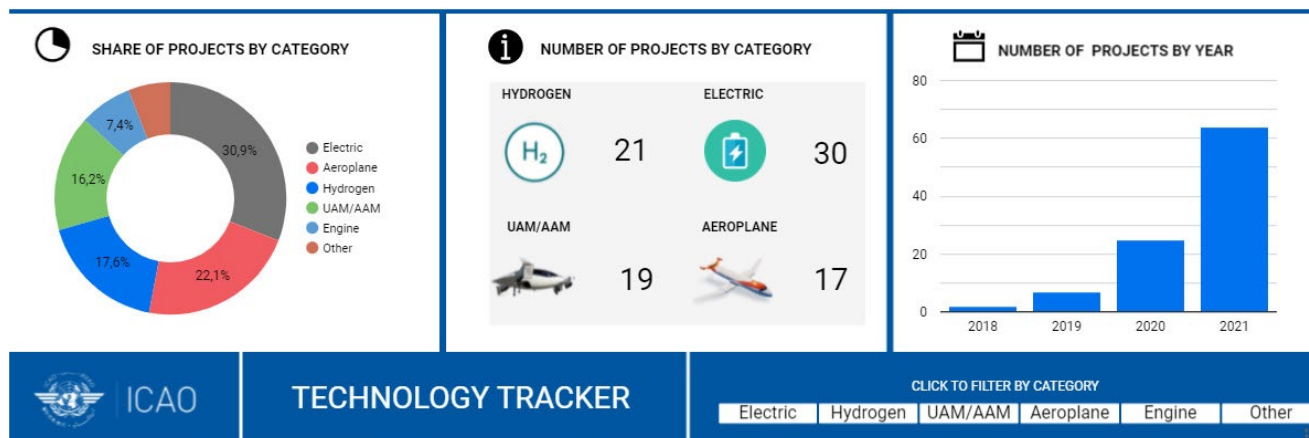 SHARE OF PROJECTS BY CATEGORY
30,9%
22,1%
17,6%
16,2%
7,4%
Electric
Aeroplane
Hydrogen
UAM/AAM
Engine
Other
NUMBER OF PROJECTS BY CATEGORY
HYDROGEN
ELECTRIC
H₂
21
30
UAM/AAM
AEROPLANE
19
17
NUMBER OF PROJECTS BY YEAR
80
60
40
20
0
2018
2019
2020
2021
ICAO
TECHNOLOGY TRACKER
CLICK TO FILTER BY CATEGORY
Electric
Hydrogen
UAM/AAM
Aeroplane
Engine
Other